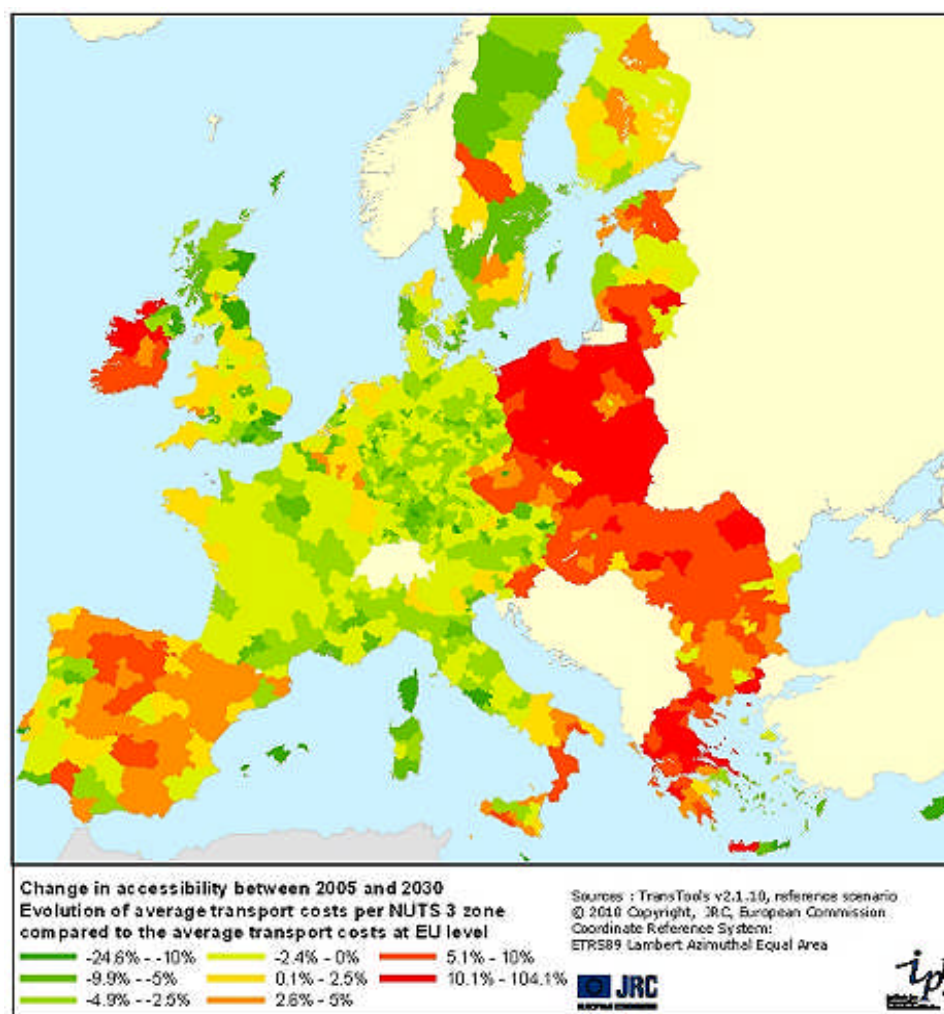 Change in accessibility between 2005 and 2030
Evolution of average transport costs per NUTS 3 zone
compared to the average transport costs at EU level
-24.6% - -10%
-9.9% - -5%
-4.9% - -2.5%
-2.4% - 0%
0.1% - 2.5%
2.6% - 5%
5.1% - 10%
10.1% - 104.1%
Sources : TransTools v2.1.10, reference scenario
© 2010 Copyright, JRC, European Commission
Coordinate Reference System:
ETRS89 Lambert Azimuthal Equal Area
JRC
EUROPEAN COMMISSION